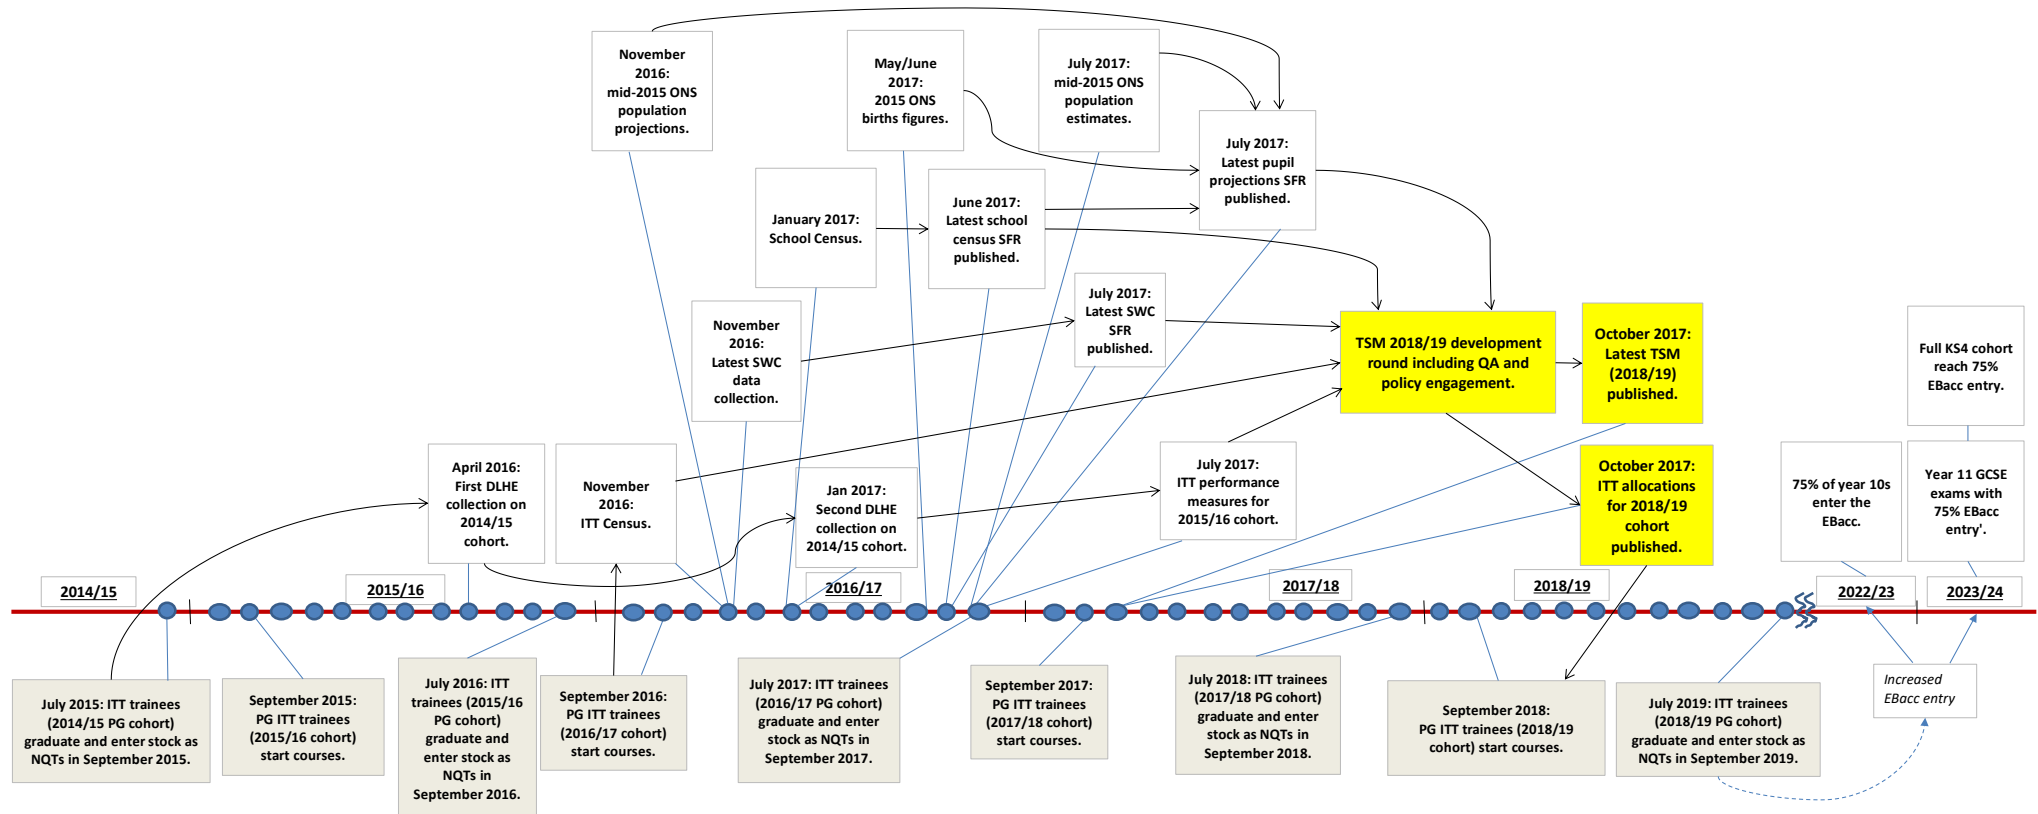 November
2016:
mid-2015 ONS
population
projections.
May/June
2017:
2015 ONS
births figures.
July 2017:
mid-2015 ONS
population
estimates.
July 2017:
Latest pupil
projections SFR
published.
January 2017:
School Census.
June 2017:
Latest school
census SFR
published.
November
2016:
Latest SWC
data
collection.
July 2017:
Latest SWC
SFR
published.
TSM 2018/19 development
round including QA and
policy engagement.
October 2017:
Latest TSM
(2018/19)
published.
Full KS4 cohort
reach 75%
EBacc entry.
April 2016:
First DLHE
collection on
2014/15
cohort.
November
2016:
ITT Census.
Jan 2017:
Second DLHE
collection on
2014/15 cohort.
July 2017:
ITT performance
measures for
2015/16 cohort.
October 2017:
ITT allocations
for 2018/19
cohort
published.
75% of year 10s
enter the
EBacc.
Year 11 GCSE
exams with
75% EBacc
entry'.
2014/15
2015/16
2016/17
2017/18
2018/19
2022/23
2023/24
July 2015: ITT trainees
(2014/15 PG cohort)
graduate and enter stock as
NQTs in September 2015.
September 2015:
PG ITT trainees
(2015/16 cohort)
start courses.
July 2016: ITT
trainees (2015/16
PG cohort)
graduate and
enter stock as
NQTs in
September 2016.
September 2016:
PG ITT trainees
(2016/17 cohort)
start courses.
July 2017: ITT trainees
(2016/17 PG cohort)
graduate and enter
stock as NQTs in
September 2017.
September 2017:
PG ITT trainees
(2017/18 cohort)
start courses.
July 2018: ITT trainees
(2017/18 PG cohort)
graduate and enter
stock as NQTs in
September 2018.
September 2018:
PG ITT trainees (2018/19
cohort) start courses.
July 2019: ITT trainees
(2018/19 PG cohort)
graduate and enter stock as
NQTs in September 2019.
Increased
EBacc entry